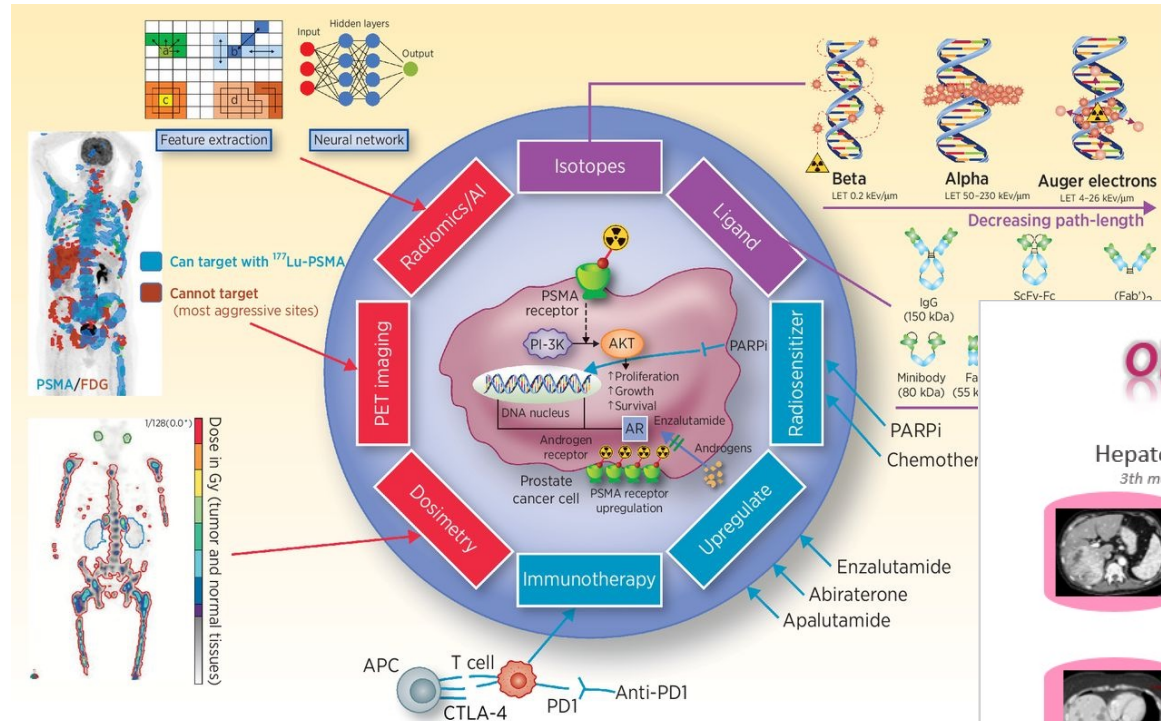 Hidden layers
Input
Output
a
b
c
d
Feature extraction
Neural network
Can target with ¹⁷⁷Lu-PSMA
Cannot target
(most aggressive sites)
PSMA/FDG
1/128(0.0°)
Dose in Gy (tumor and normal tissues)
Isotopes
Ligand
Radiosensitizer
Upregulate
Immunotherapy
Dosimetry
PET imaging
Radiomics/AI
PSMA
receptor
PI-3K
AKT
PARPi
↑Proliferation
↑Growth
↑Survival
DNA nucleus
AR
Enzalutamide
Androgen
receptor
Androgens
Prostate
cancer cell
PSMA receptor
upregulation
Beta
LET 0.2 kEv/µm
Alpha
LET 50–230 kEv/µm
Auger electrons
LET 4–26 kEv/µm
Decreasing path-length
IgG
(150 kDa)
ScFv-Fc
(Fab')₂
Minibody
(80 kDa)
(55 k
PARPi
Enzalutamide
Abiraterone
Apalutamide
APC
T cell
CTLA-4
PD1
Anti-PD1
3th